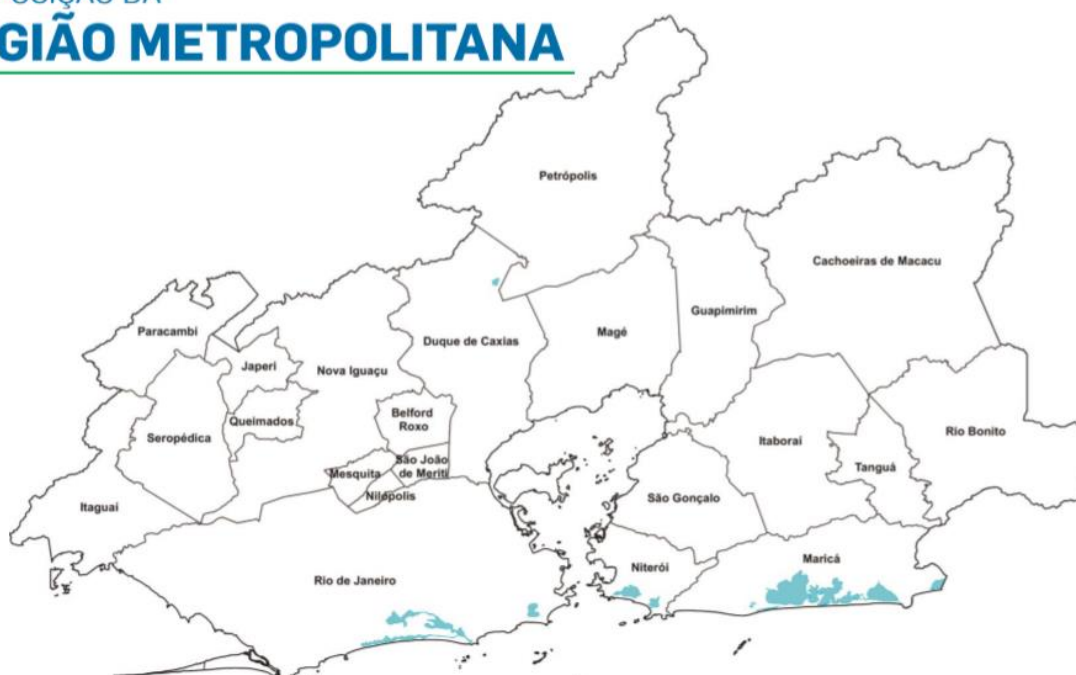 GIÃO METROPOLITANA
Petrópolis
Cachoeiras de Macacu
Guapimirim
Paracambi
Magé
Duque de Caxias
Japeri
Nova Iguaçu
Belford
Roxo
Queimados
Seropédica
Itaboraí
Rio Bonito
São João
de Meriti
Mesquita
Tanguá
Nilópolis
São Gonçalo
Itaguaí
Maricá
Niterói
Rio de Janeiro